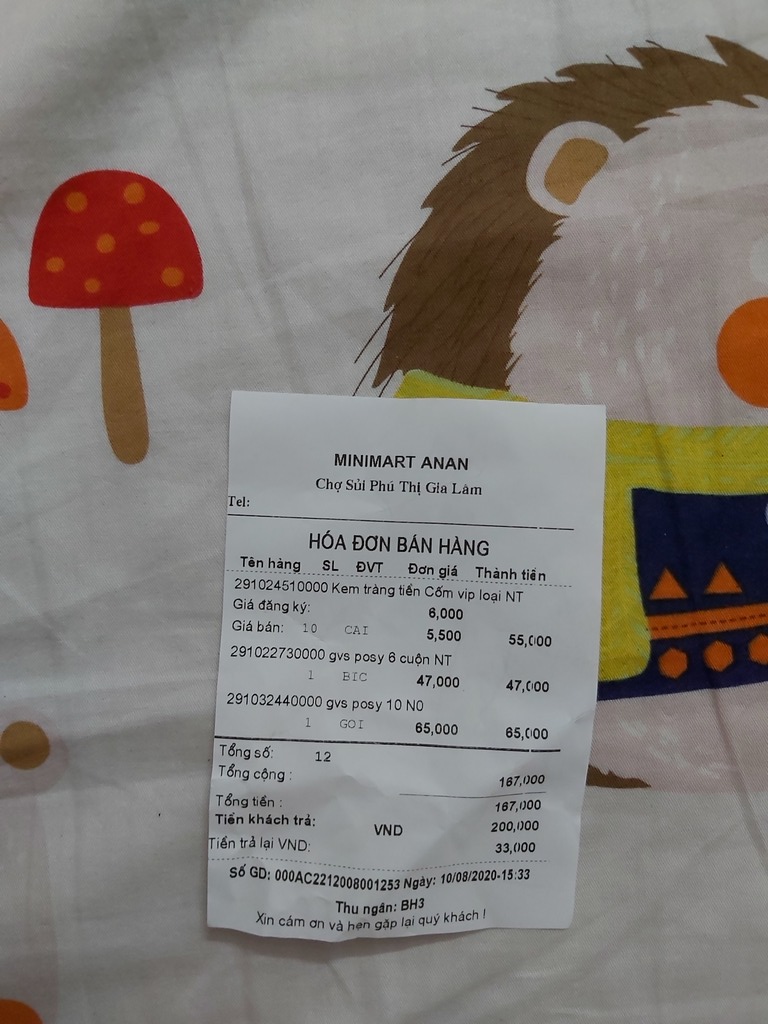 MINIMART ANAN
Chợ Sủi Phú Thị Gia Lâm
Tel:
HÓA ĐƠN BÁN HÀNG
Tên hàng SL ĐVT Đơn giá Thành tiền
291024510000 Kem tràng tiền Cốm vip loại NT
Giá đăng ký: 6,000
Giá bán: 10 CAI 5,500 55,000
291022730000 gvs posy 6 cuộn NT
1 BIC 47,000 47,000
291032440000 gvs posy 10 N0
1 GOI 65,000 65,000
Tổng số: 12
Tổng cộng : 167,000
Tổng tiền : 167,000
Tiền khách trả: VND 200,000
Tiền trả lại VND: 33,000
Số GD: 000AC2212008001253 Ngày: 10/08/2020-15:33
Thu ngân: BH3
Xin cám ơn và hẹn gặp lại quý khách !